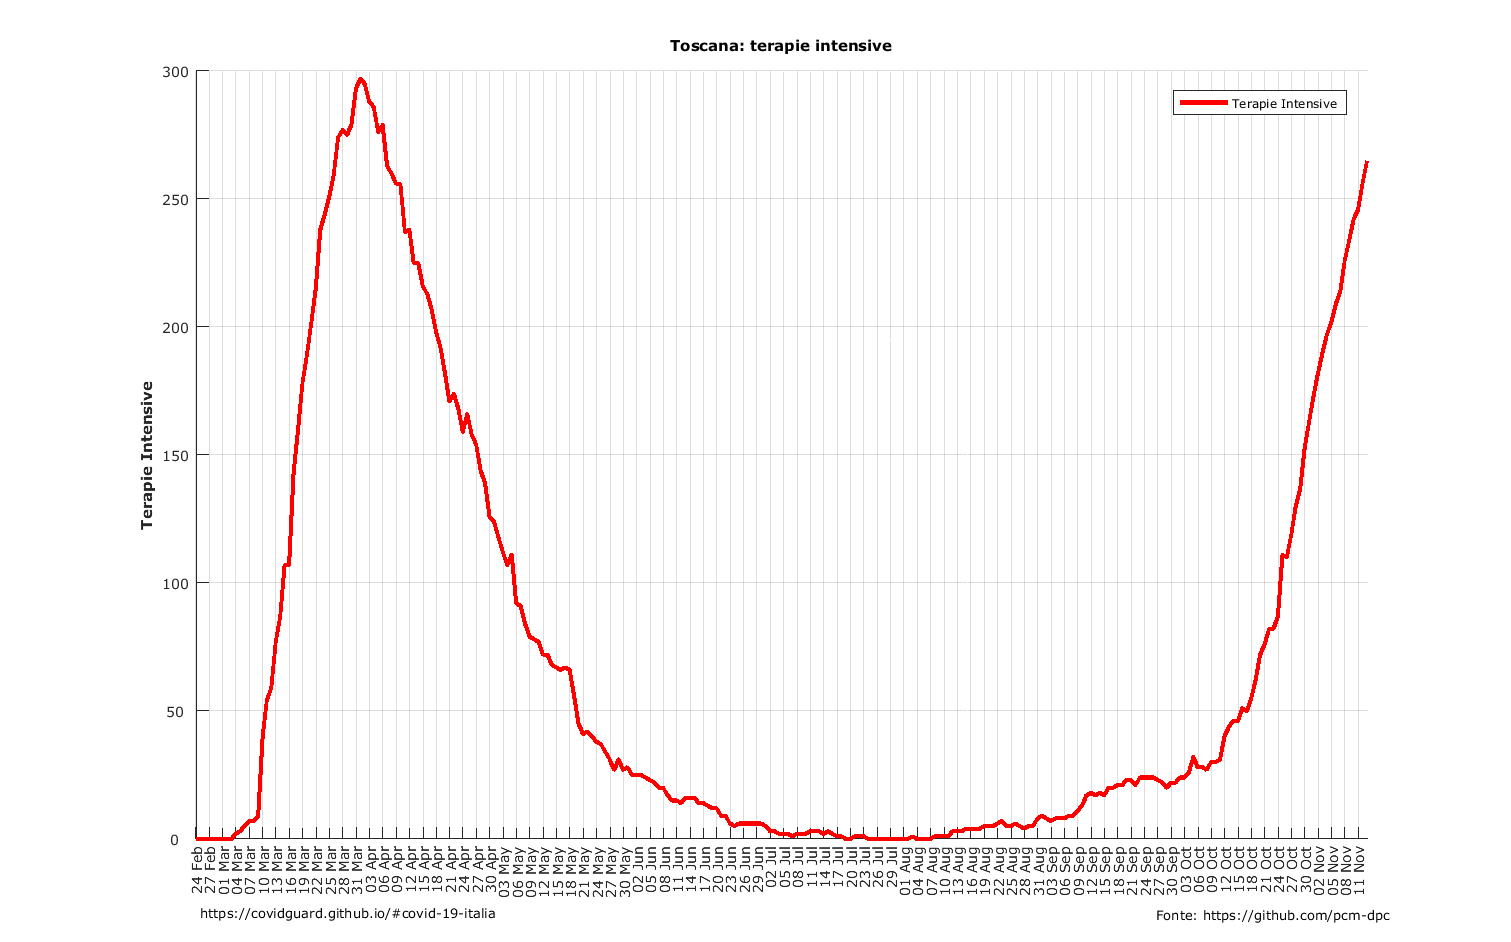 Toscana: terapie intensive
Terapie Intensive
Terapie Intensive
300
250
200
150
100
50
0
24 Feb
27 Feb
01 Mar
04 Mar
07 Mar
10 Mar
13 Mar
16 Mar
19 Mar
22 Mar
25 Mar
28 Mar
31 Mar
03 Apr
06 Apr
09 Apr
12 Apr
15 Apr
18 Apr
21 Apr
24 Apr
27 Apr
30 Apr
03 May
06 May
09 May
12 May
15 May
18 May
21 May
24 May
27 May
30 May
02 Jun
05 Jun
08 Jun
11 Jun
14 Jun
17 Jun
20 Jun
23 Jun
26 Jun
29 Jun
02 Jul
05 Jul
08 Jul
11 Jul
14 Jul
17 Jul
20 Jul
23 Jul
26 Jul
29 Jul
01 Aug
04 Aug
07 Aug
10 Aug
13 Aug
16 Aug
19 Aug
22 Aug
25 Aug
28 Aug
31 Aug
03 Sep
06 Sep
09 Sep
12 Sep
15 Sep
18 Sep
21 Sep
24 Sep
27 Sep
30 Sep
03 Oct
06 Oct
09 Oct
12 Oct
15 Oct
18 Oct
21 Oct
24 Oct
27 Oct
30 Oct
02 Nov
05 Nov
08 Nov
11 Nov
https://covidguard.github.io/#covid-19-italia
Fonte: https://github.com/pcm-dpc